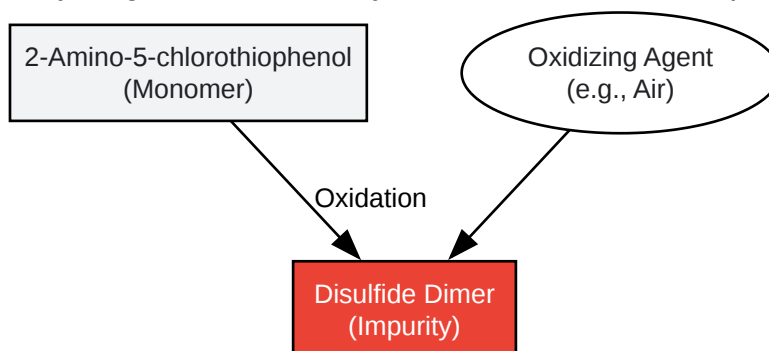 2-Amino-5-chlorothiophenol
(Monomer)
Oxidizing Agent
(e.g., Air)
Oxidation
Disulfide Dimer
(Impurity)